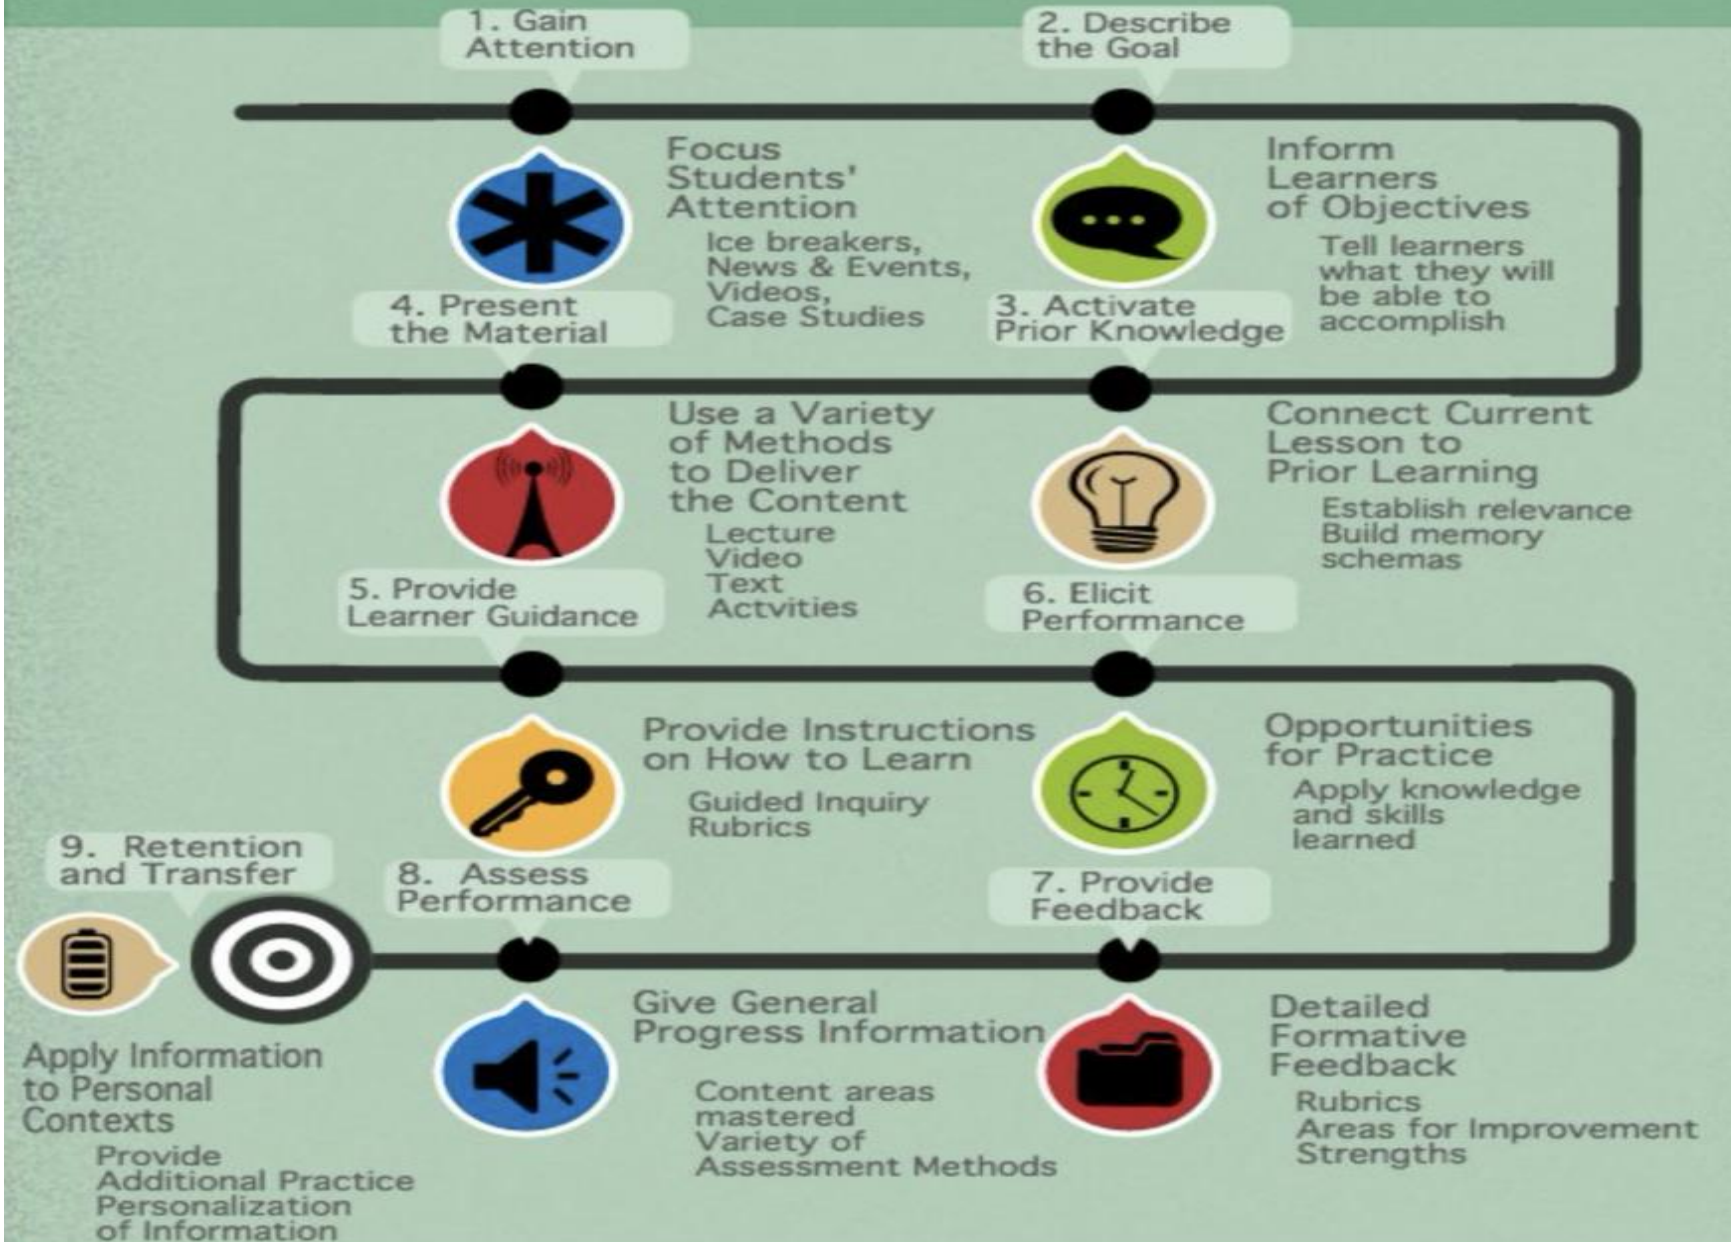 1. Gain
Attention
Focus
Students'
Attention
Ice breakers,
News & Events,
Videos,
Case Studies
2. Describe
the Goal
Inform
Learners
of Objectives
Tell learners
what they will
be able to
accomplish
3. Activate
Prior Knowledge
Connect Current
Lesson to
Prior Learning
Establish relevance
Build memory
schemas
4. Present
the Material
Use a Variety
of Methods
to Deliver
the Content
Lecture
Video
Text
Actvities
5. Provide
Learner Guidance
Provide Instructions
on How to Learn
Guided Inquiry
Rubrics
6. Elicit
Performance
Opportunities
for Practice
Apply knowledge
and skills
learned
7. Provide
Feedback
Detailed
Formative
Feedback
Rubrics
Areas for Improvement
Strengths
8. Assess
Performance
Give General
Progress Information
Content areas
mastered
Variety of
Assessment Methods
9. Retention
and Transfer
Apply Information
to Personal
Contexts
Provide
Additional Practice
Personalization
of Information